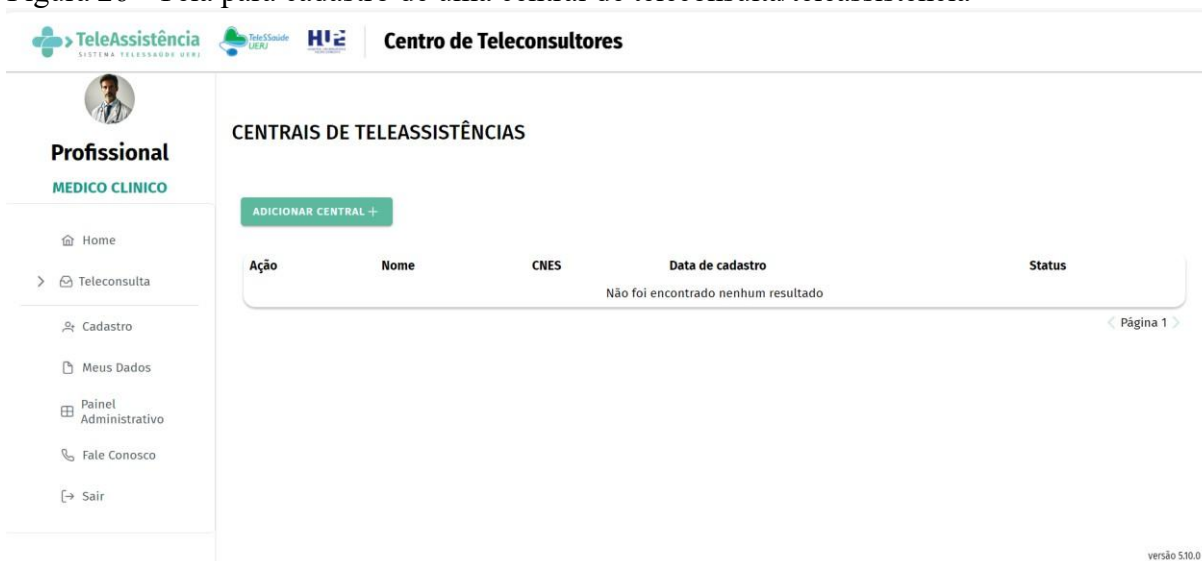 TeleAssistência
SISTEMA TELESSAÚDE UERJ
TeleSSaúde
UERJ
Centro de Teleconsultores
Profissional
MEDICO CLINICO
Home
Teleconsulta
Cadastro
Meus Dados
Painel
Administrativo
Fale Conosco
Sair
CENTRAIS DE TELEASSISTÊNCIAS
ADICIONAR CENTRAL +
Ação Nome CNES Data de cadastro Status
Não foi encontrado nenhum resultado
< Página 1 >
versão 5.10.0